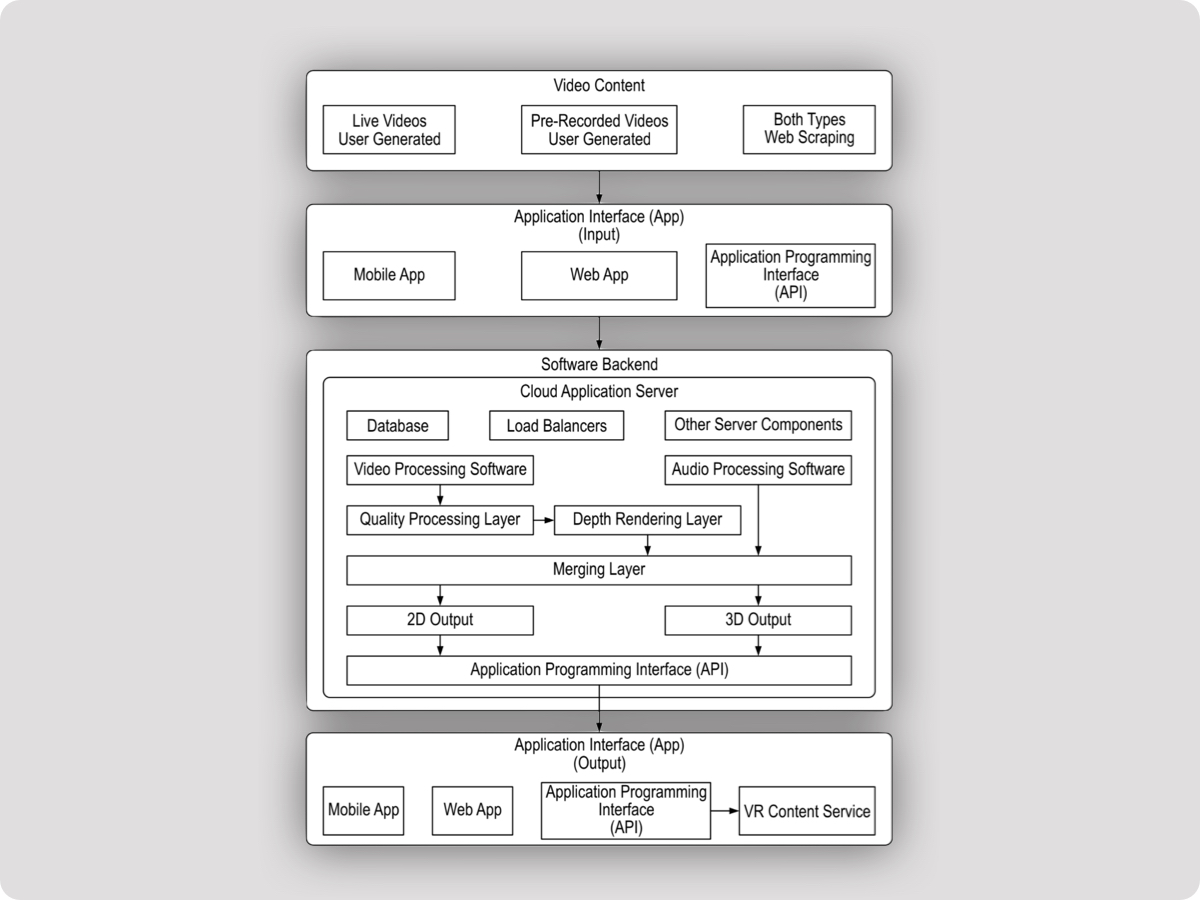 Video Content
Live Videos
User Generated
Pre-Recorded Videos
User Generated
Both Types
Web Scraping
Application Interface (App)
(Input)
Mobile App
Web App
Application Programming
Interface
(API)
Software Backend
Cloud Application Server
Database
Load Balancers
Other Server Components
Video Processing Software
Audio Processing Software
Quality Processing Layer
Depth Rendering Layer
Merging Layer
2D Output
3D Output
Application Programming Interface (API)
Application Interface (App)
(Output)
Mobile App
Web App
Application Programming
Interface
(API)
VR Content Service